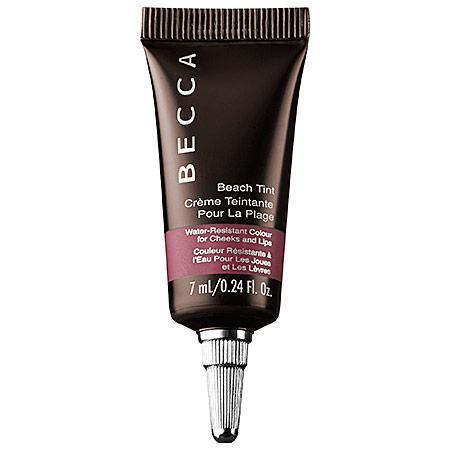 BECCA
Beach Tint
Crème Teintante
Pour La Plage
Water-Resistant Colour
for Cheeks and Lips
Couleur Résistante à
l'Eau Pour Les Joues
et Les Lèvres
7 mL/0.24 Fl. Oz.